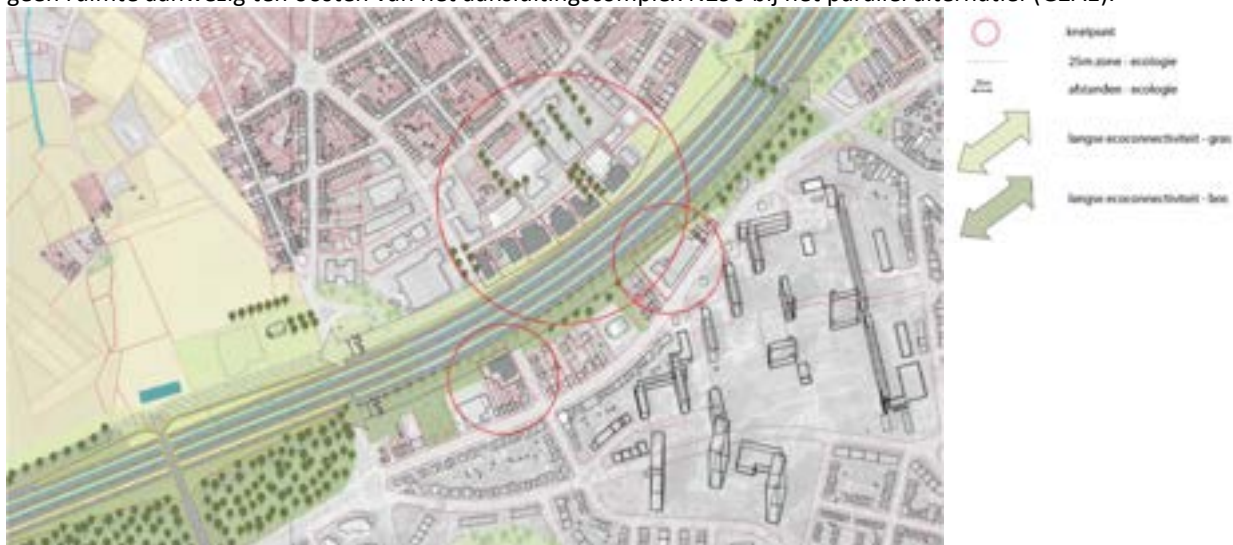 geen ruimte aanwezig ten oosten van het aansluitingscomplex N290 bij het parallel alternatief (GEAL).
knelpunt
25m zone - ecologie
afstanden - ecologie
langse ecoconnectiviteit - gras
langse ecoconnectiviteit - bos